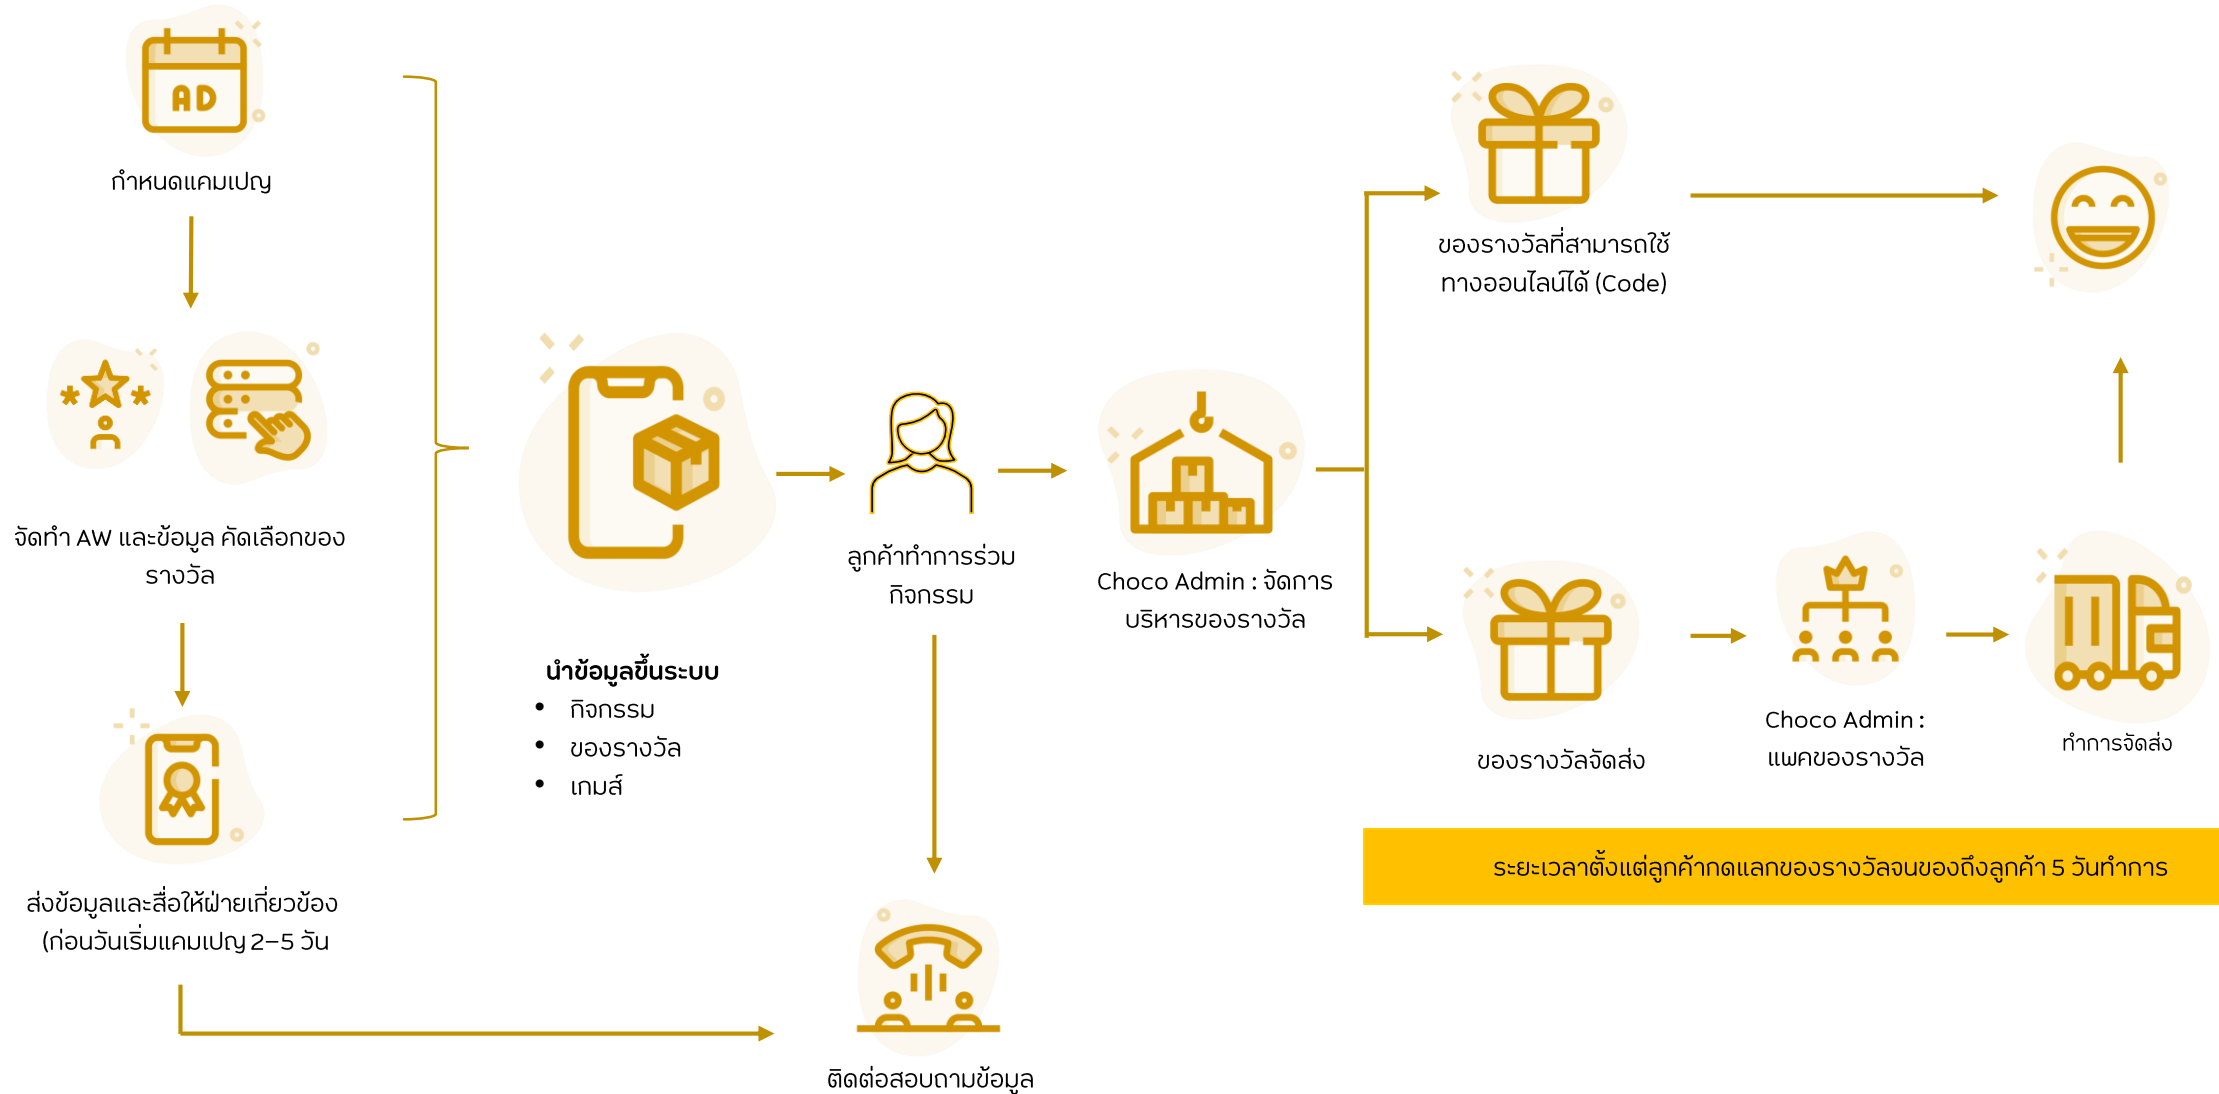 AD
กำหนดแคมเปญ
จัดทำ AW และข้อมูล คัดเลือกของ
รางวัล
ส่งข้อมูลและสื่อให้ฝ่ายเกี่ยวข้อง
(ก่อนวันเริ่มแคมเปญ 2–5 วัน
นำข้อมูลขึ้นระบบ
• กิจกรรม
• ของรางวัล
• เกมส์
ลูกค้าทำการร่วม
กิจกรรม
ติดต่อสอบถามข้อมูล
Choco Admin : จัดการ
บริหารของรางวัล
ของรางวัลที่สามารถใช้
ทางออนไลน์ได้ (Code)
ของรางวัลจัดส่ง
Choco Admin :
แพคของรางวัล
ทำการจัดส่ง
ระยะเวลาตั้งแต่ลูกค้ากดแลกของรางวัลจนของถึงลูกค้า 5 วันทำการ